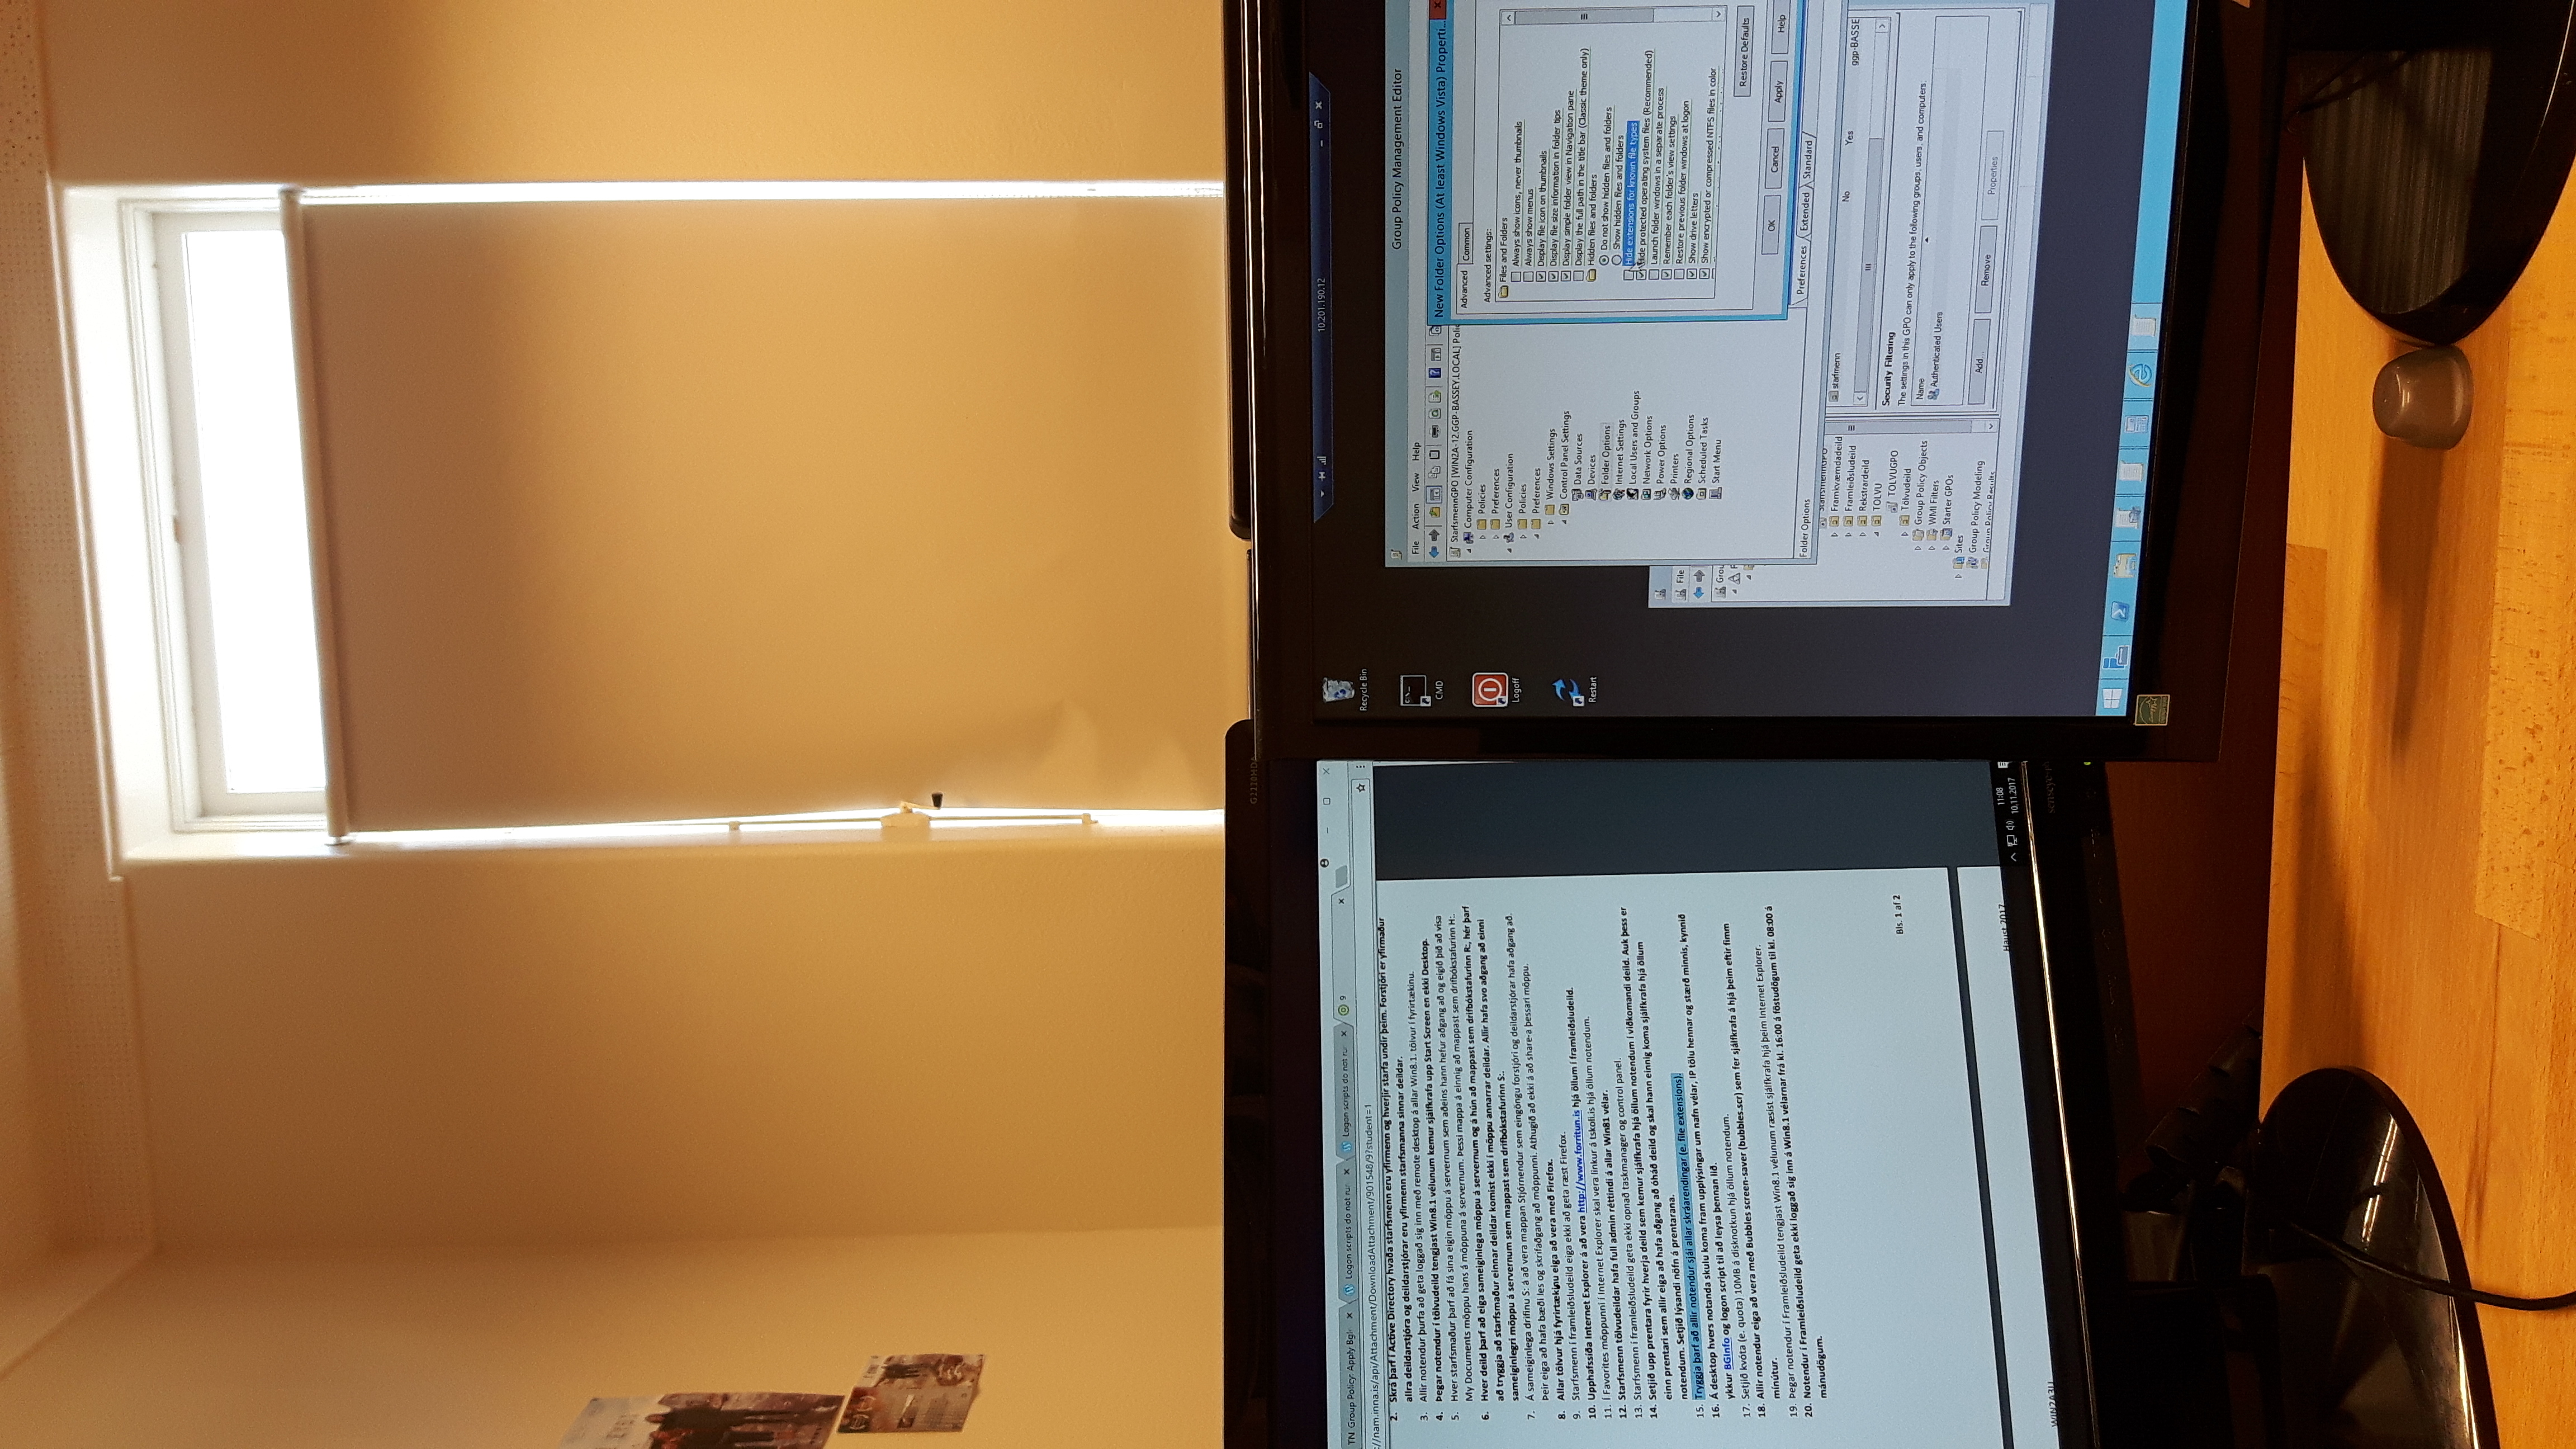 G2220HDA
TN Group Policy: Apply BgI
Logon scripts do not ru
Logon scripts do not ru
9
://nam.inna.is/api/Attachment/DownloadAttachment/901548/9?student=1
2. Skrá þarf í Active Directory hvaða starfsmenn eru yfirmenn og hverjir starfa undir þeim. Forstjóri er yfirmaður
allra deildarstjóra og deildarstjórar eru yfirmenn starfsmanna sinnar deildar.
3. Allir notendur þurfa að geta loggað sig inn með remote desktop á allar Win8.1. tölvur í fyrirtækinu.
4. Þegar notendur í tölvudeild tengjast Win8.1 vélunum kemur sjálfkrafa upp Start Screen en ekki Desktop.
5. Hver starfsmaður þarf að fá sína eigin möppu á servernum sem aðeins hann hefur aðgang að og eigið þið að vísa
My Documents möppu hans á möppuna á servernum. Þessi mappa á einnig að mappast sem drifbókstafurinn H:.
6. Hver deild þarf að eiga sameiginlega möppu á servernum og á hún að mappast sem drifbókstafurinn R:, hér þarf
að tryggja að starfsmaður einnar deildar komist ekki í möppu annarrar deildar. Allir hafa svo aðgang að einni
sameiginlegri möppu á servernum sem mappast sem drifbókstafurinn S:.
7. Á sameiginlega drifinu S: á að vera mappan Stjórnendur sem eingöngu forstjóri og deildarstjórar hafa aðgang að.
Þeir eiga að hafa bæði les og skrifaðgang að möppunni. Athugið að ekki á að share-a þessari möppu.
8. Allar tölvur hjá fyrirtækinu eiga að vera með Firefox.
9. Starfsmenn í framleiðsludeild eiga ekki að geta ræst Firefox.
10. Upphafssíða Internet Explorer á að vera http://www.forritun.is hjá öllum í framleiðsludeild.
11. Í Favorites möppunni í Internet Explorer skal vera linkur á tskoli.is hjá öllum notendum.
12. Starfsmenn tölvudeildar hafa full admin réttindi á allar Win81 vélar.
13. Starfsmenn í framleiðsludeild geta ekki opnað taskmanager og control panel.
14. Setjið upp prentara fyrir hverja deild sem kemur sjálfkrafa hjá öllum notendum í viðkomandi deild. Auk þess er
einn prentari sem allir eiga að hafa aðgang að óháð deild og skal hann einnig koma sjálfkrafa hjá öllum
notendum. Setjið lýsandi nöfn á prentarana.
15. Tryggja þarf að allir notendur sjái allar skráarendingar (e. file extensions).
16. Á desktop hvers notanda skulu koma fram upplýsingar um nafn vélar, IP tölu hennar og stærð minnis, kynnið
ykkur BGInfo og logon script til að leysa þennan lið.
17. Setjið kvóta (e. quota) 10MB á disknotkun hjá öllum notendum.
18. Allir notendur eiga að vera með Bubbles screen-saver (bubbles.scr) sem fer sjálfkrafa á hjá þeim eftir fimm
mínútur.
19. Þegar notendur í Framleiðsludeild tengjast Win8.1 vélunum ræsist sjálfkrafa hjá þeim Internet Explorer.
20. Notendur í Framleiðsludeild geta ekki loggað sig inn á Win8.1 vélarnar frá kl. 16:00 á föstudögum til kl. 08:00 á
mánudögum.
Bls. 1 af 2
Haust 2017
WIN2A3U
11:08
10.11.2017
10.201.190.12
Recycle Bin
CMD
Logoff
Restart
Group Policy Management Editor
File Action View Help
StarfsmennGPO [WIN2A-12.GGP-BASSEY.LOCAL] Poli
Computer Configuration
Policies
Preferences
User Configuration
Policies
Preferences
Windows Settings
Control Panel Settings
Data Sources
Devices
Folder Options
Internet Settings
Local Users and Groups
Network Options
Power Options
Printers
Regional Options
Scheduled Tasks
Start Menu
Folder Options
Preferences Extended Standard
New Folder Options (At least Windows Vista) Properti...
Advanced Common
Advanced settings:
Files and Folders
Always show icons, never thumbnails
Always show menus
Display file icon on thumbnails
Display file size information in folder tips
Display simple folder view in Navigation pane
Display the full path in the title bar (Classic theme only)
Hidden files and folders
Do not show hidden files and folders
Show hidden files and folders
Hide extensions for known file types
Hide protected operating system files (Recommended)
Launch folder windows in a separate process
Remember each folder's view settings
Restore previous folder windows at logon
Show drive letters
Show encrypted or compressed NTFS files in color
Restore Defaults
OK Cancel Apply Help
File
Grou
StarfsmennGPO
Framkvæmdadeild
Framleiðsludeild
Rekstrardeild
TOLVU
TOLVUGPO
Tölvudeild
Group Policy Objects
WMI Filters
Starter GPOs
Sites
Group Policy Modeling
Group Policy Results
starfmenn No Yes ggp-BASSE
Security Filtering
The settings in this GPO can only apply to the following groups, users, and computers:
Name
Authenticated Users
Add... Remove Properties